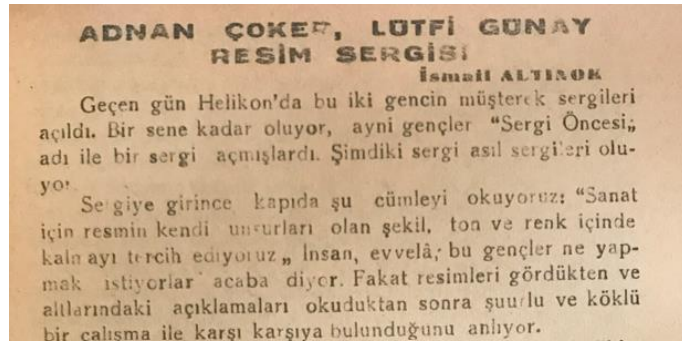 ADNAN ÇOKER, LÜTFİ GÜNAY
RESİM SERGİSİ
İsmail ALTINOK
Geçen gün Helikon'da bu iki gencin müşterek sergileri
açıldı. Bir sene kadar oluyor, ayni gençler “Sergi Öncesi„
adı ile bir sergi açmışlardı. Şimdiki sergi asıl sergileri olu-
yor
Sergiye girince kapıda şu cümleyi okuyoruz: “Sanat
için resmin kendi unsurları olan şekil, ton ve renk içinde
kalmayı tercih ediyoruz„ İnsan, evvelâ; bu gençler ne yap-
mak istiyorlar acaba diyor. Fakat resimleri gördükten ve
altlarındaki açıklamaları okuduktan sonra şuurlu ve köklü
bir çalışma ile karşı karşıya bulunduğunu anlıyor.